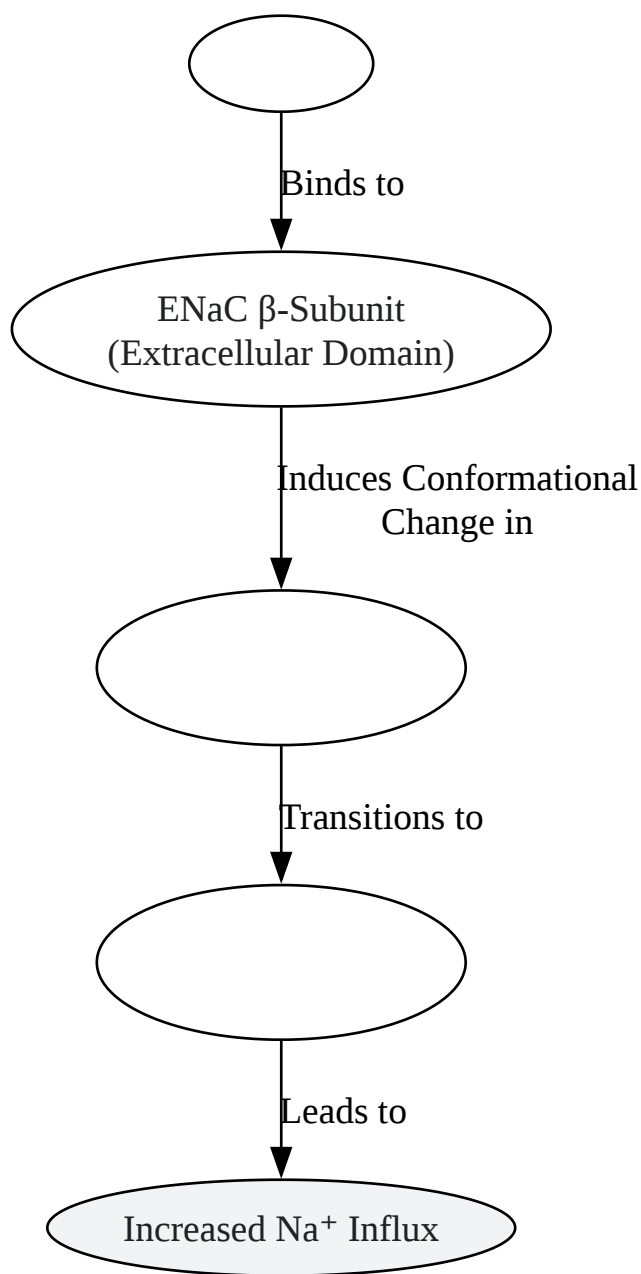 Binds to
ENaC β-Subunit
(Extracellular Domain)
Induces Conformational
Change in
Transitions to
Leads to
Increased Na⁺ Influx